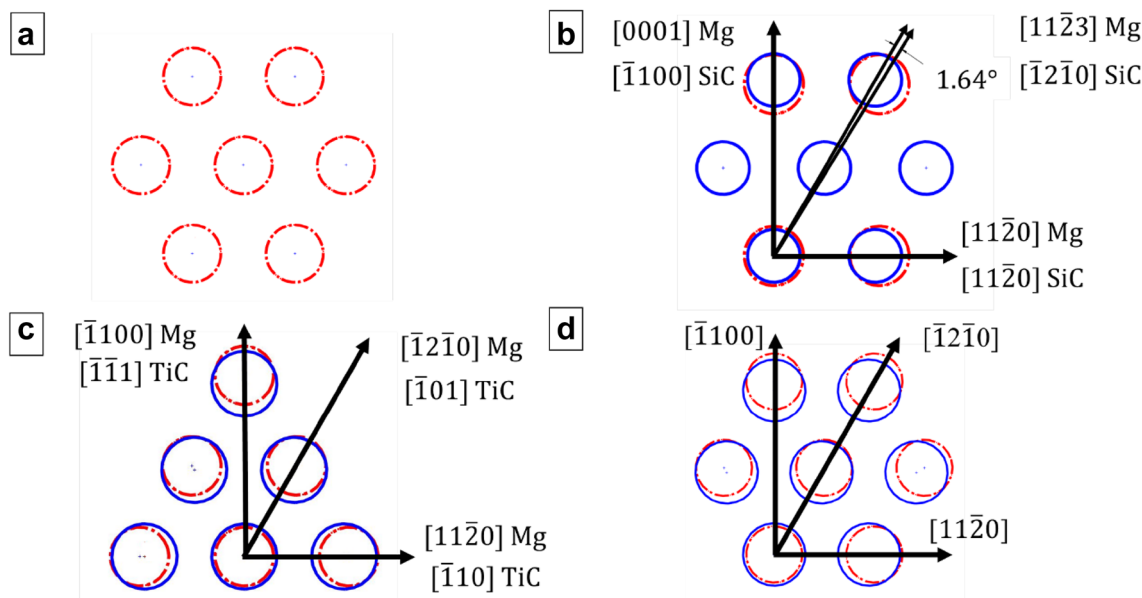 a
b
[0001] Mg
[1̅100] SiC
[112̅3] Mg
[1̅21̅0] SiC
1.64°
[112̅0] Mg
[112̅0] SiC
c
[1̅100] Mg
[1̅1̅1] TiC
[1̅21̅0] Mg
[1̅01] TiC
[112̅0] Mg
[1̅10] TiC
d
[1̅100]
[1̅21̅0]
[112̅0]